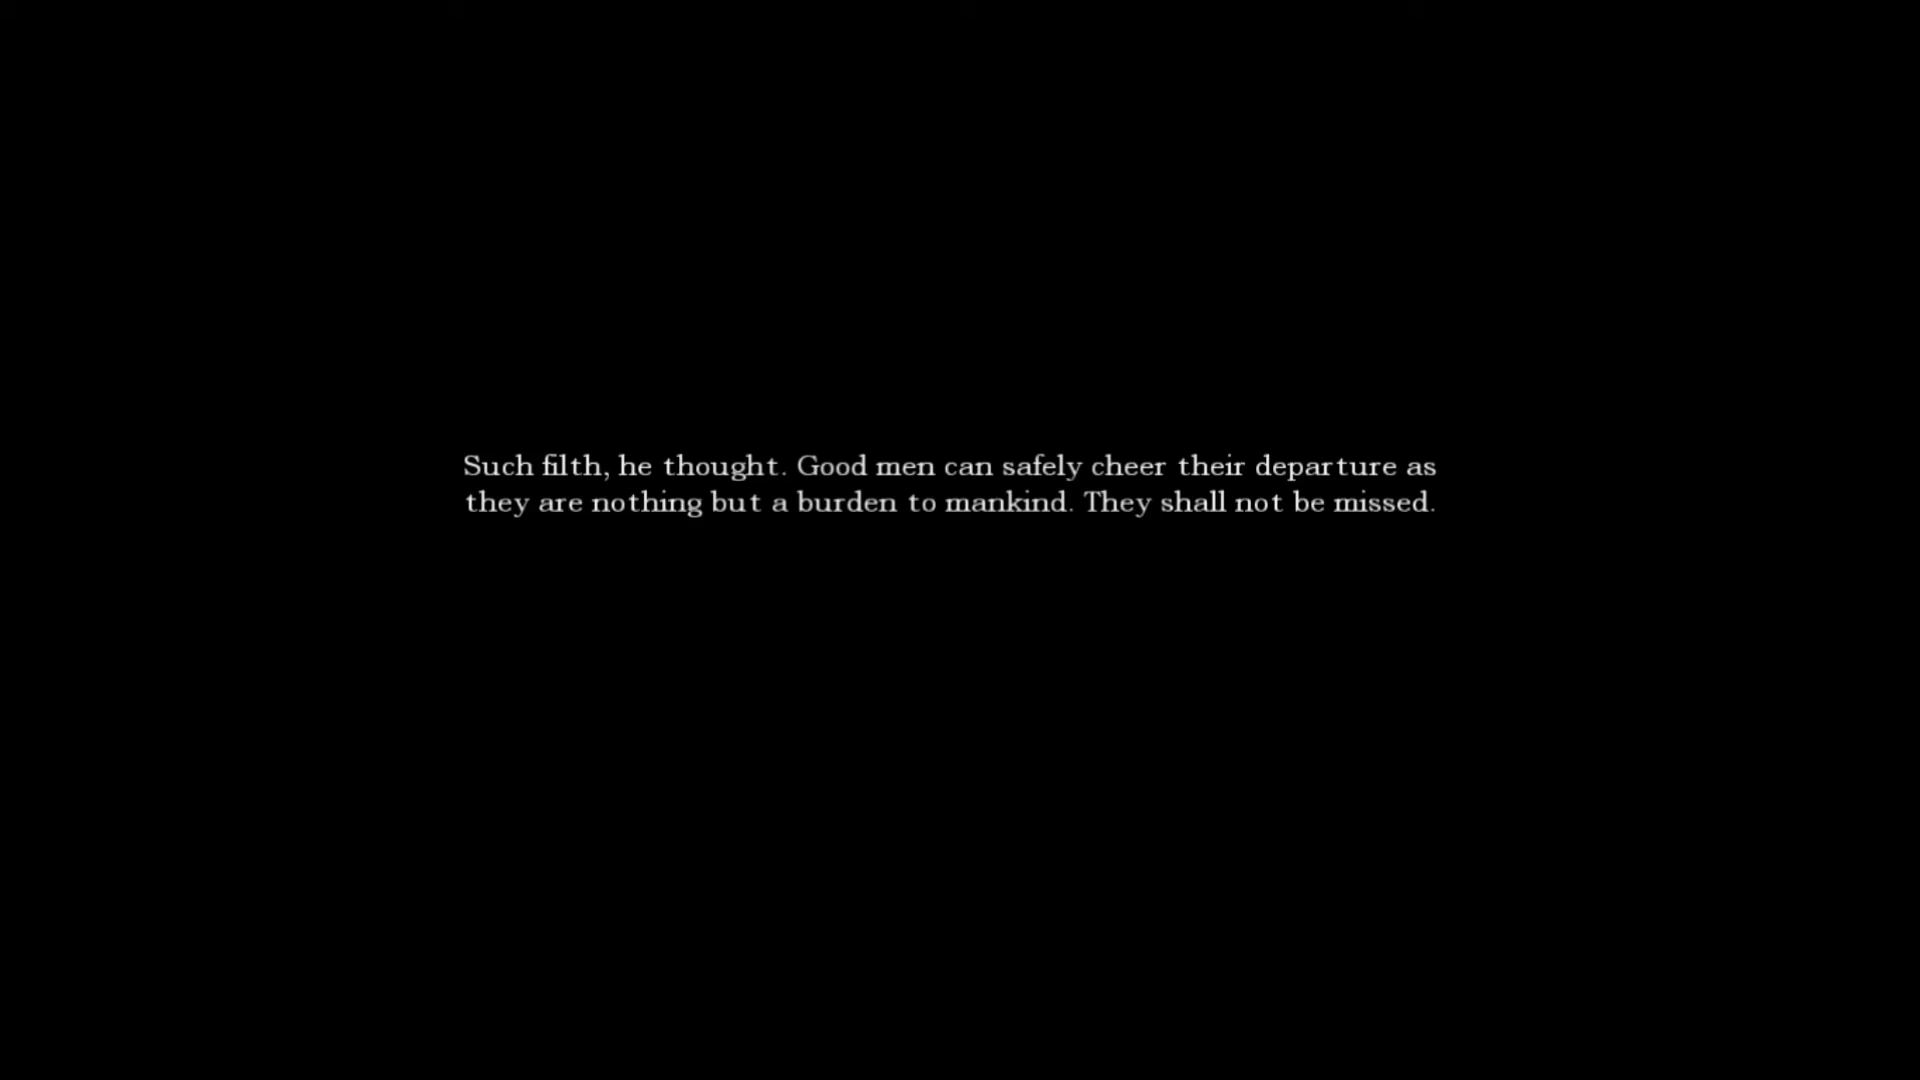 Such filth, he thought. Good men can safely cheer their departure as
they are nothing but a burden to mankind. They shall not be missed.